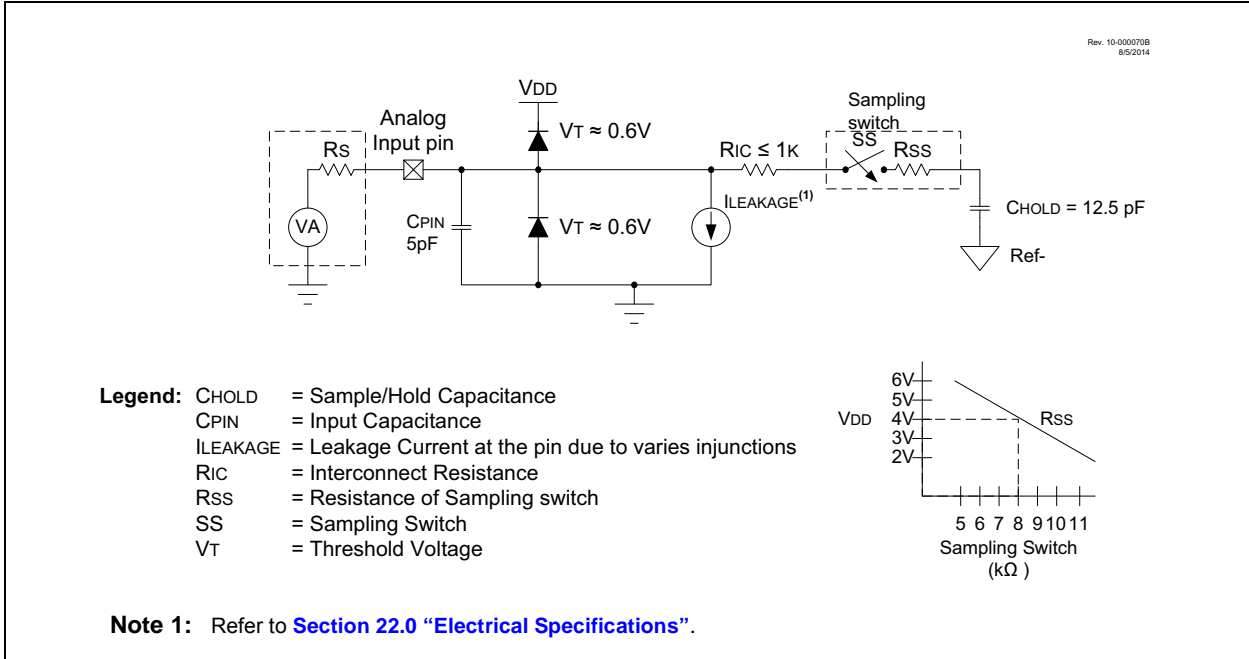 Rev. 10-000070B
8/5/2014
VDD
Analog
Input pin
VT ≈ 0.6V
Sampling
switch
SS
RS
RIC ≤ 1K
RSS
ILEAKAGE(1)
VA
CPIN
5pF
VT ≈ 0.6V
CHOLD = 12.5 pF
Ref-
Legend: CHOLD = Sample/Hold Capacitance
CPIN = Input Capacitance
ILEAKAGE = Leakage Current at the pin due to varies injunctions
RIC = Interconnect Resistance
RSS = Resistance of Sampling switch
SS = Sampling Switch
VT = Threshold Voltage
6V
5V
VDD 4V RSS
3V
2V
5 6 7 8 9 10 11
Sampling Switch
(kΩ )
Note 1: Refer to Section 22.0 “Electrical Specifications”.